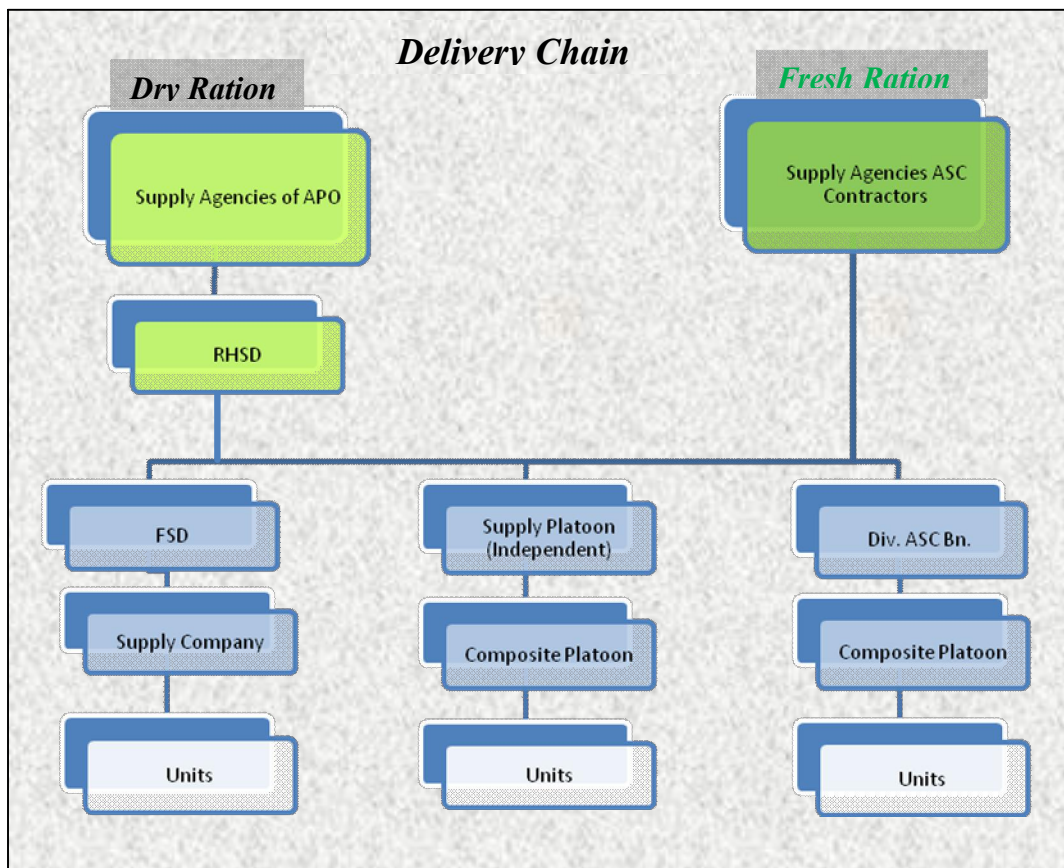 Delivery Chain
Dry Ration
Fresh Ration
Supply Agencies of APO
Supply Agencies ASC
Contractors
RHSD
FSD
Supply Platoon
(Independent)
Div. ASC Bn.
Supply Company
Composite Platoon
Composite Platoon
Units
Units
Units